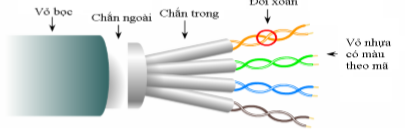 Vỏ bọc
Chắn ngoài
Chắn trong
Đôi xoắn
Vỏ nhựa
có màu
theo mã